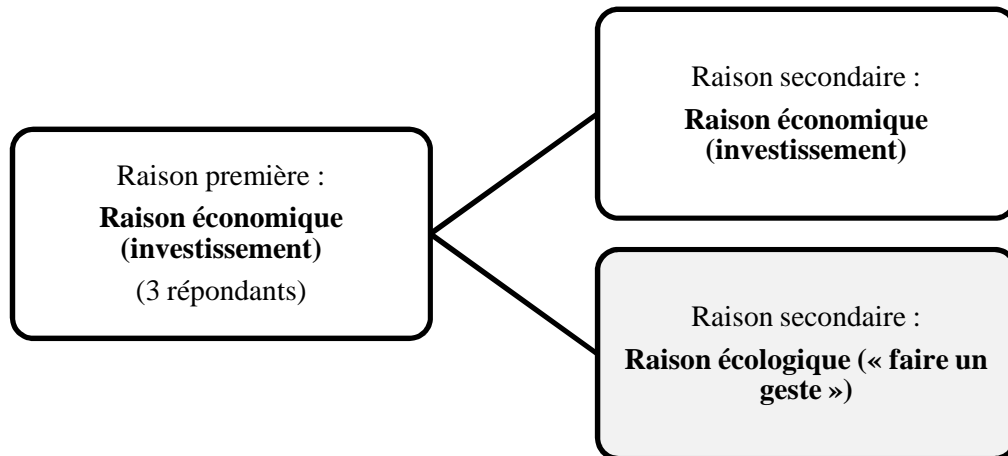 Raison première :
Raison économique
(investissement)
(3 répondants)
Raison secondaire :
Raison économique
(investissement)
Raison secondaire :
Raison écologique (« faire un
geste »)